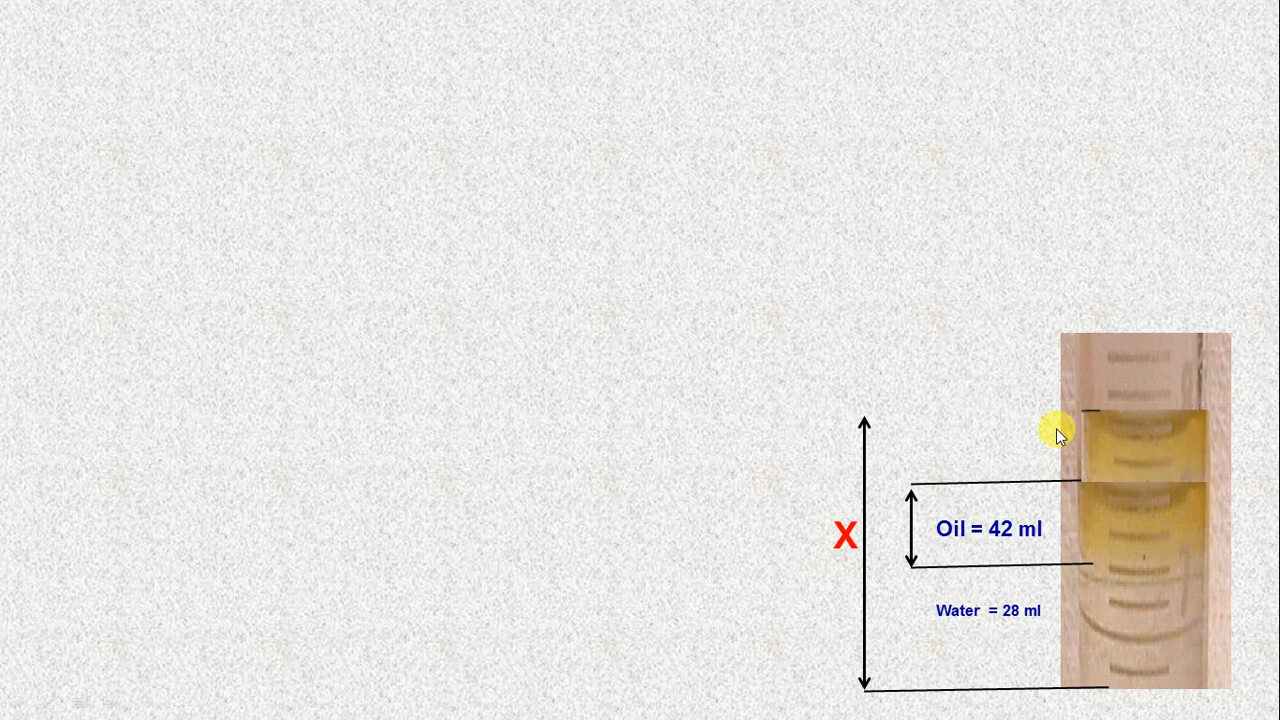 X
Oil = 42 ml
Water = 28 ml